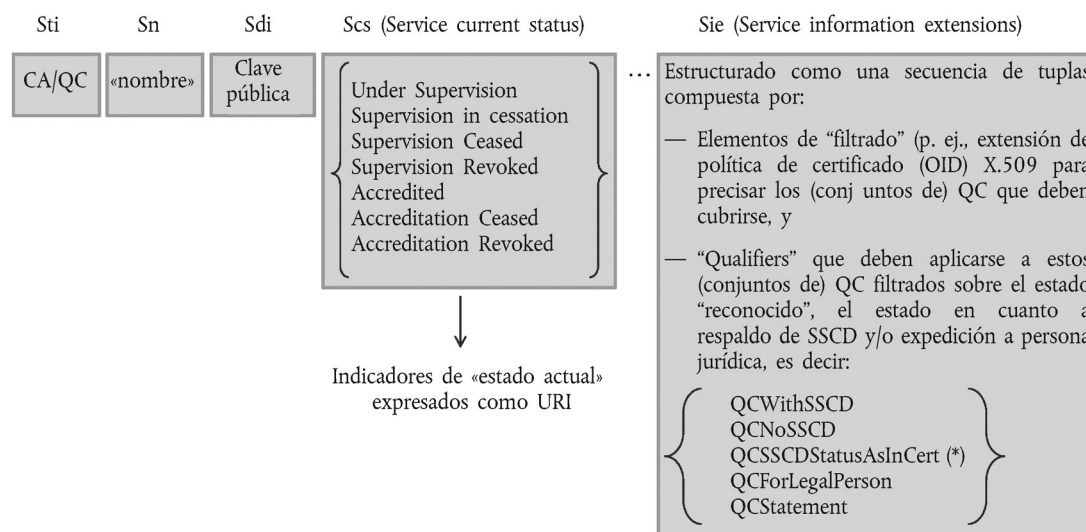 Sti Sn Sdi Scs (Service current status) Sie (Service information extensions)
CA/QC
«nombre»
Clave
pública
Under Supervision
Supervision in cessation
Supervision Ceased
Supervision Revoked
Accredited
Accreditation Ceased
Accreditation Revoked
Indicadores de «estado actual»
expresados como URI
...
Estructurado como una secuencia de tuplas
compuesta por:
— Elementos de “filtrado” (p. ej., extensión de
política de certificado (OID) X.509 para
precisar los (conj untos de) QC que deben
cubrirse, y
— “Qualifiers” que deben aplicarse a estos
(conjuntos de) QC filtrados sobre el estado
“reconocido”, el estado en cuanto a
respaldo de SSCD y/o expedición a persona
jurídica, es decir:
QCWithSSCD
QCNoSSCD
QCSSCDStatusAsInCert (*)
QCForLegalPerson
QCStatement